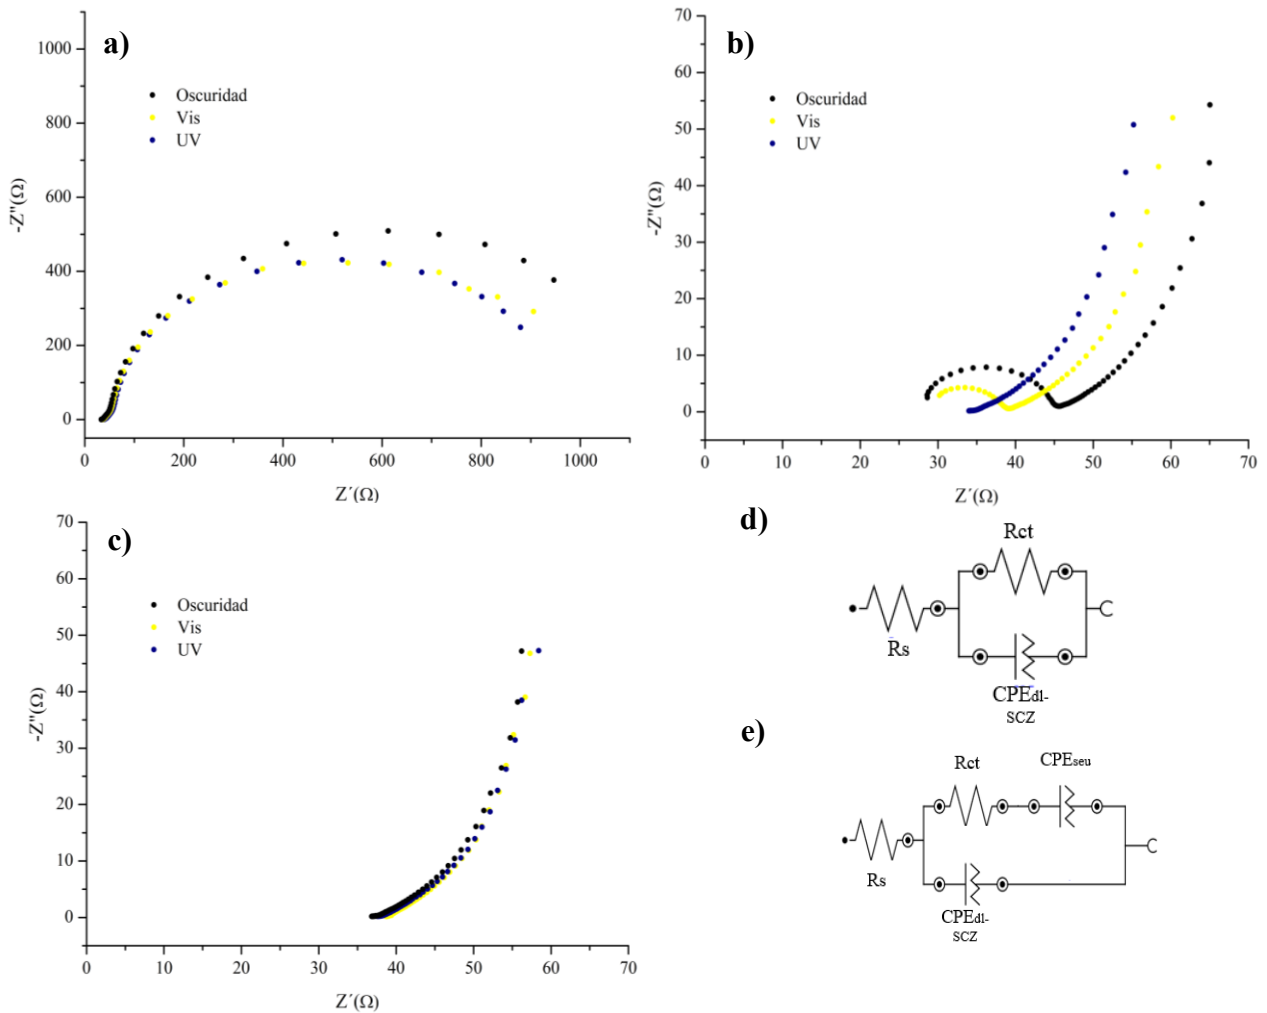 a)
1000
800
600
400
200
0
-Z"(Ω)
Oscuridad
Vis
UV
0
200
400
600
800
1000
Z´(Ω)
b)
70
60
50
40
30
20
10
0
-Z"(Ω)
Oscuridad
Vis
UV
0
10
20
30
40
50
60
70
Z´(Ω)
c)
70
60
50
40
30
20
10
0
-Z"(Ω)
Oscuridad
Vis
UV
0
10
20
30
40
50
60
70
Z´(Ω)
d)
Rct
Rs
CPEdl-
SCZ
e)
Rct
CPEseu
Rs
CPEdl-
SCZ